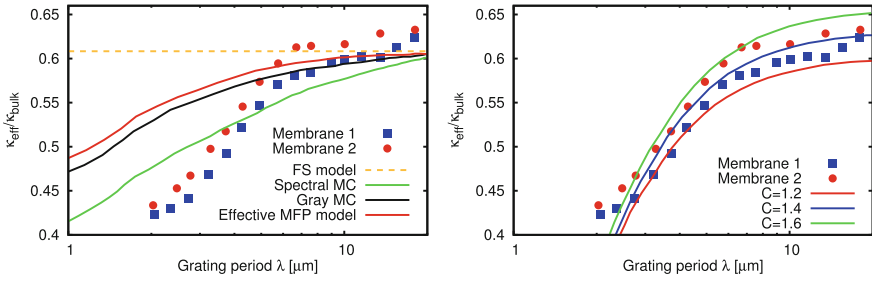 0.65
0.6
0.55
0.5
0.45
0.4
κeff/κbulk
1
10
Grating period λ [μm]
Membrane 1
Membrane 2
FS model
Spectral MC
Gray MC
Effective MFP model
0.65
0.6
0.55
0.5
0.45
0.4
κeff/κbulk
1
10
Grating period λ [μm]
Membrane 1
Membrane 2
C=1.2
C=1.4
C=1.6